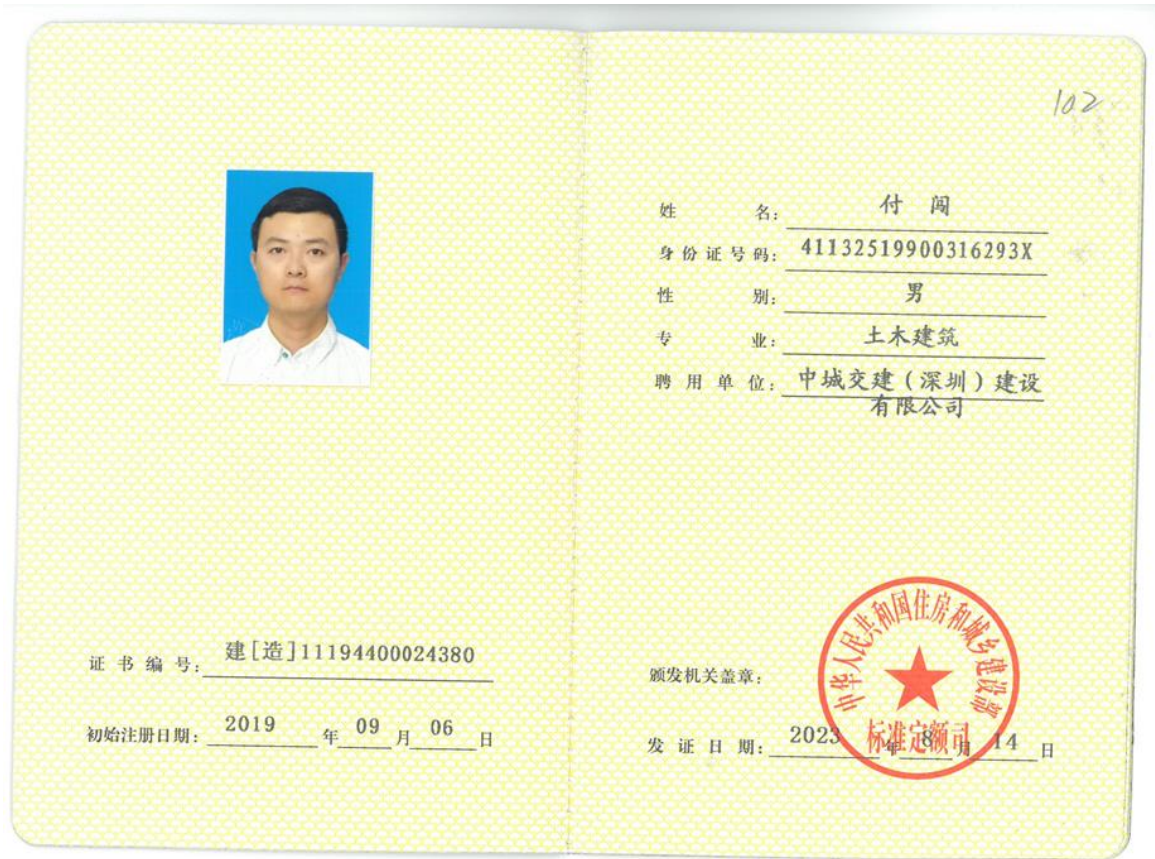 102
姓 名: 付 闯
身份证号码: 41132519900316293X
性 别: 男
专 业: 土木建筑
聘用单位: 中城交建(深圳)建设
有限公司
证书编号: 建[造]11194400024380
初始注册日期: 2019 年 09 月 06 日
颁发机关盖章:
中华人民共和国住房和城乡建设部
标准定额司
发证日期: 2023 年 8 月 14 日